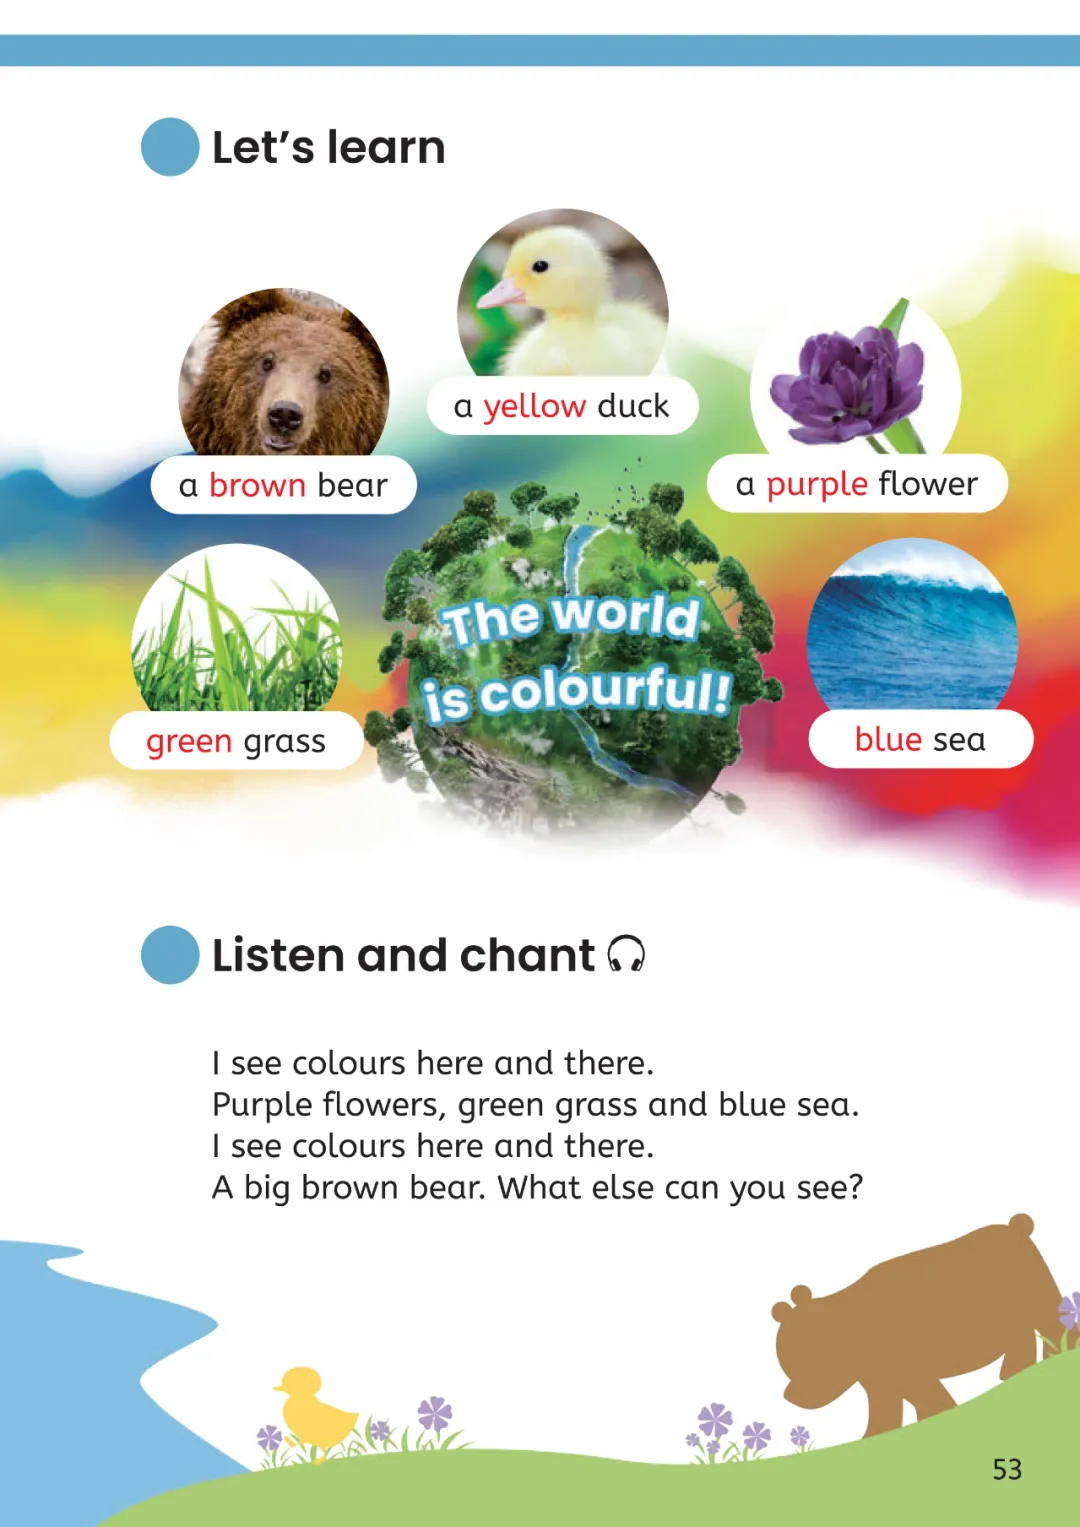 Let’s learn
a yellow duck
a brown bear
a purple flower
The world
is colourful!
green grass
blue sea
Listen and chant
I see colours here and there.
Purple flowers, green grass and blue sea.
I see colours here and there.
A big brown bear. What else can you see?
53